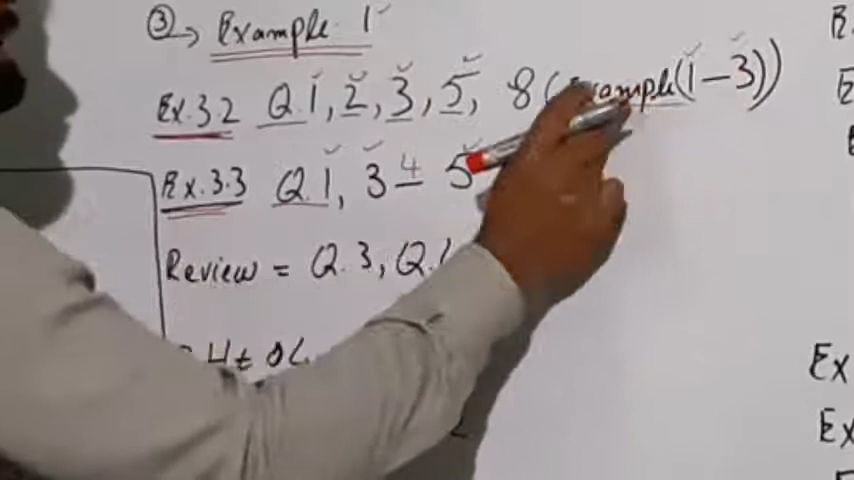 ③→ Example 1
Ex.3.2 Q.1, 2, 3, 5, 8 (Example(1-3))
Ex.3.3 Q.1, 3 4 - 5
Review = Q.3, Q.
Ex
Ex